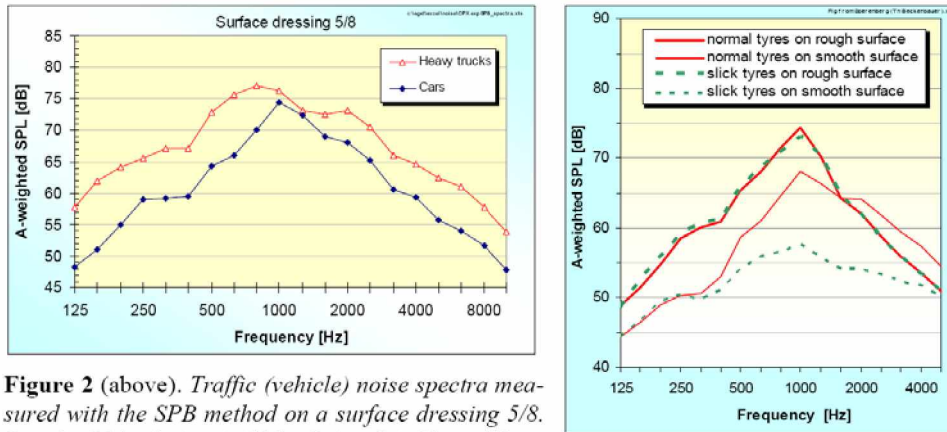 Surface dressing 5/8
85
80
75
70
65
60
55
50
45
A-weighted SPL [dB]
Heavy trucks
Cars
125 250 500 1000 2000 4000 8000
Frequency [Hz]
Figure 2 (above). Traffic (vehicle) noise spectra mea-
sured with the SPB method on a surface dressing 5/8.
90
80
70
60
50
40
A-weighted SPL [dB]
normal tyres on rough surface
normal tyres on smooth surface
slick tyres on rough surface
slick tyres on smooth surface
125 250 500 1000 2000 4000
Frequency [Hz]